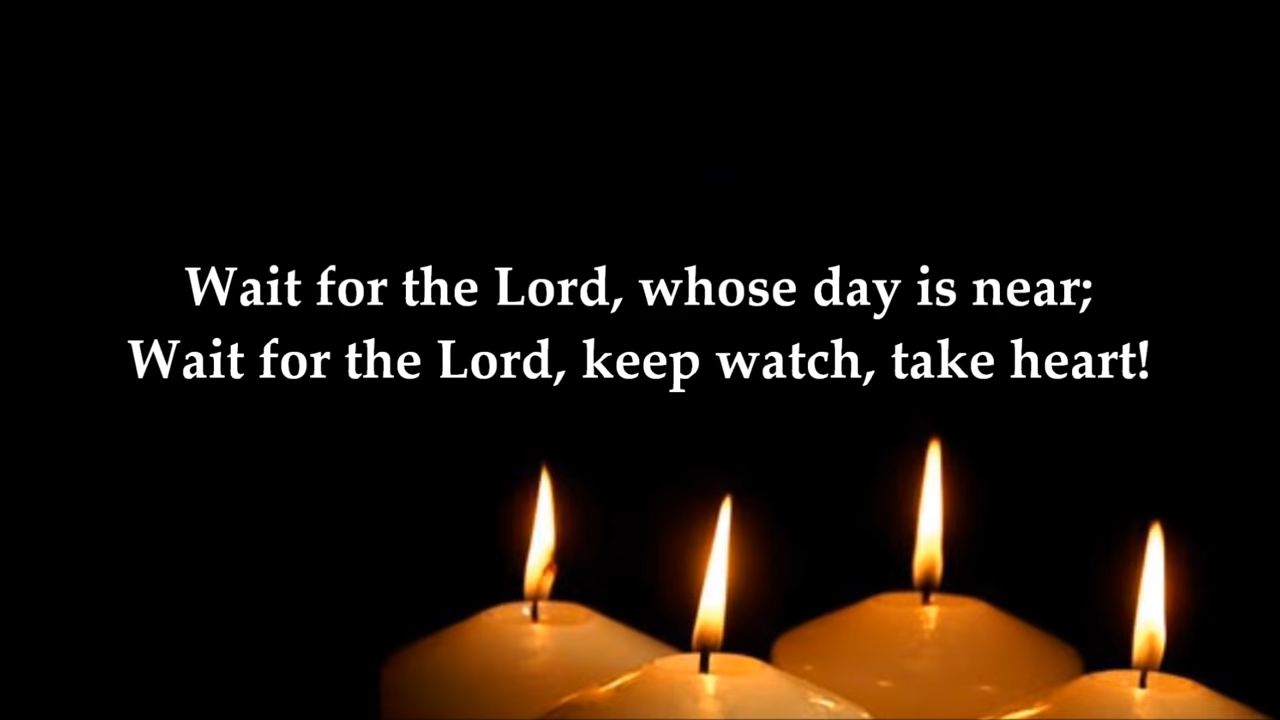 Wait for the Lord, whose day is near;
Wait for the Lord, keep watch, take heart!